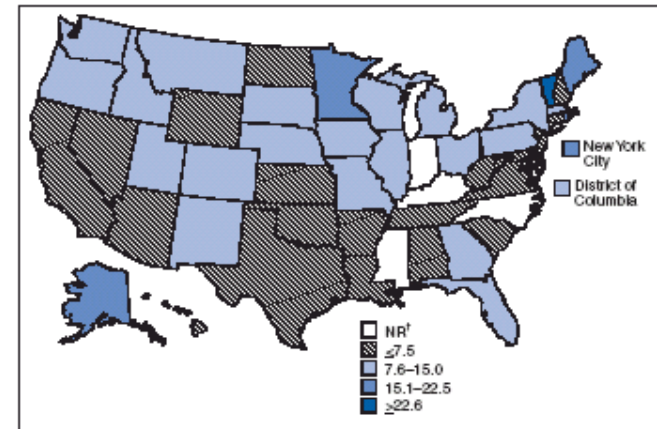 New York
City
District of
Columbia
NR†
≤7.5
7.6–15.0
15.1–22.5
≥22.6